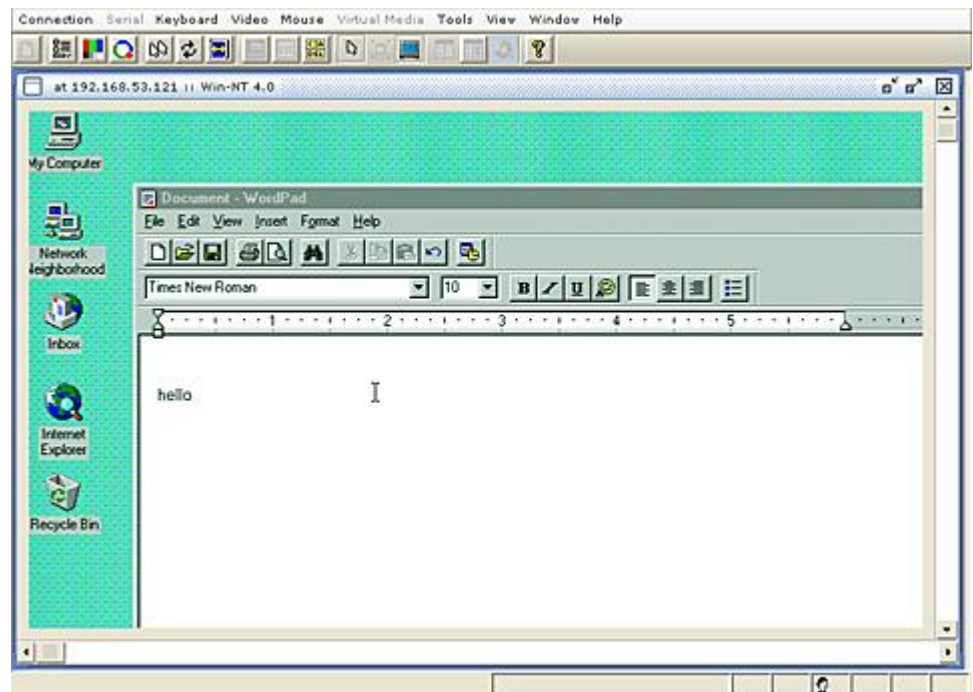 Connection Serial Keyboard Video Mouse Virtual Media Tools View Window Help
at 192.168.53.121 :: Win-NT 4.0
My Computer
Document - WordPad
File Edit View Insert Format Help
Network
Neighborhood
Times New Roman 10 B I U
1 2 3 4 5
Inbox
hello
Internet
Explorer
Recycle Bin